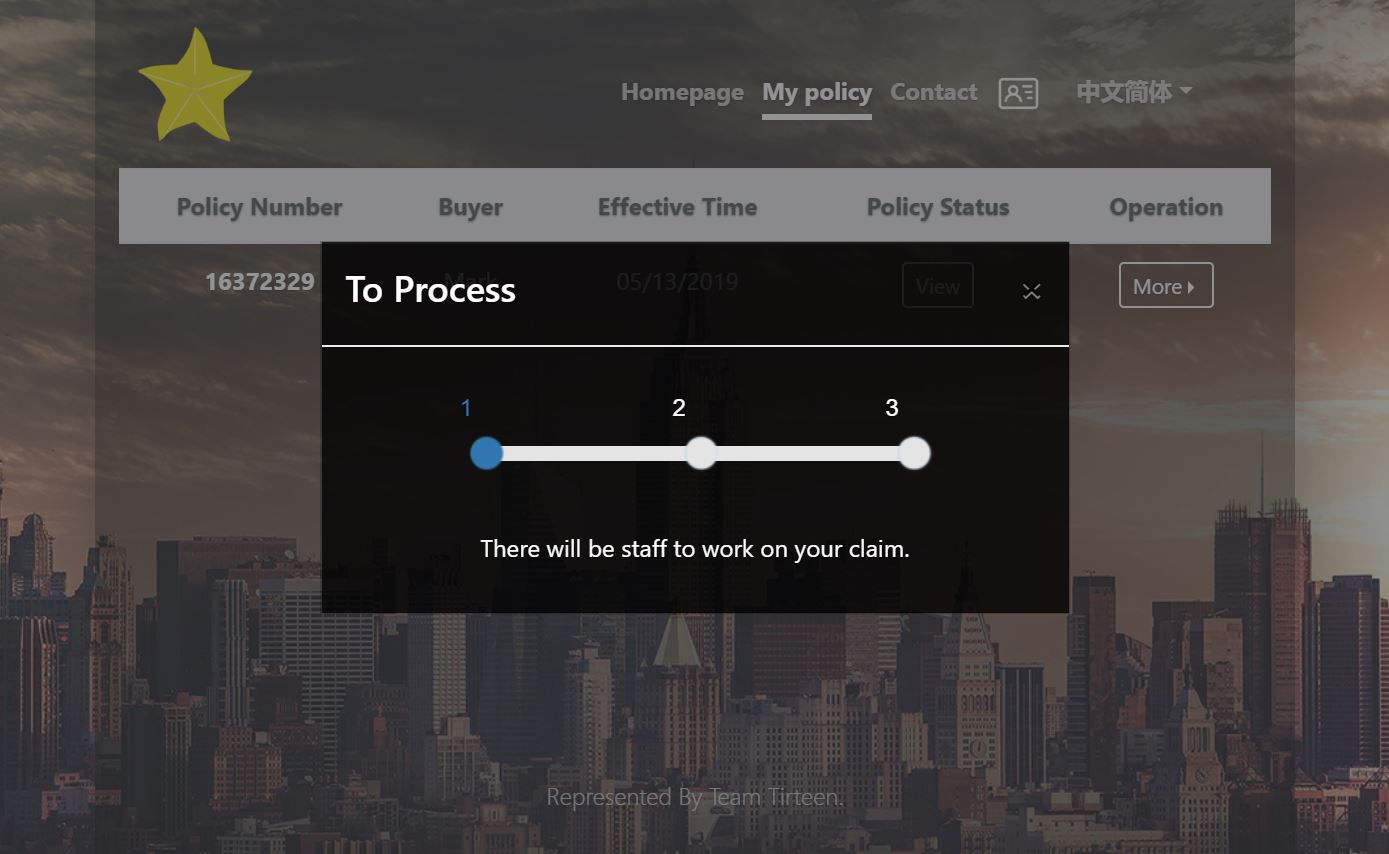 Homepage My policy Contact 中文简体
Policy Number Buyer Effective Time Policy Status Operation
16372329 Mark 05/13/2019 View More
To Process
1 2 3
There will be staff to work on your claim.
Represented By Team Tirteen.